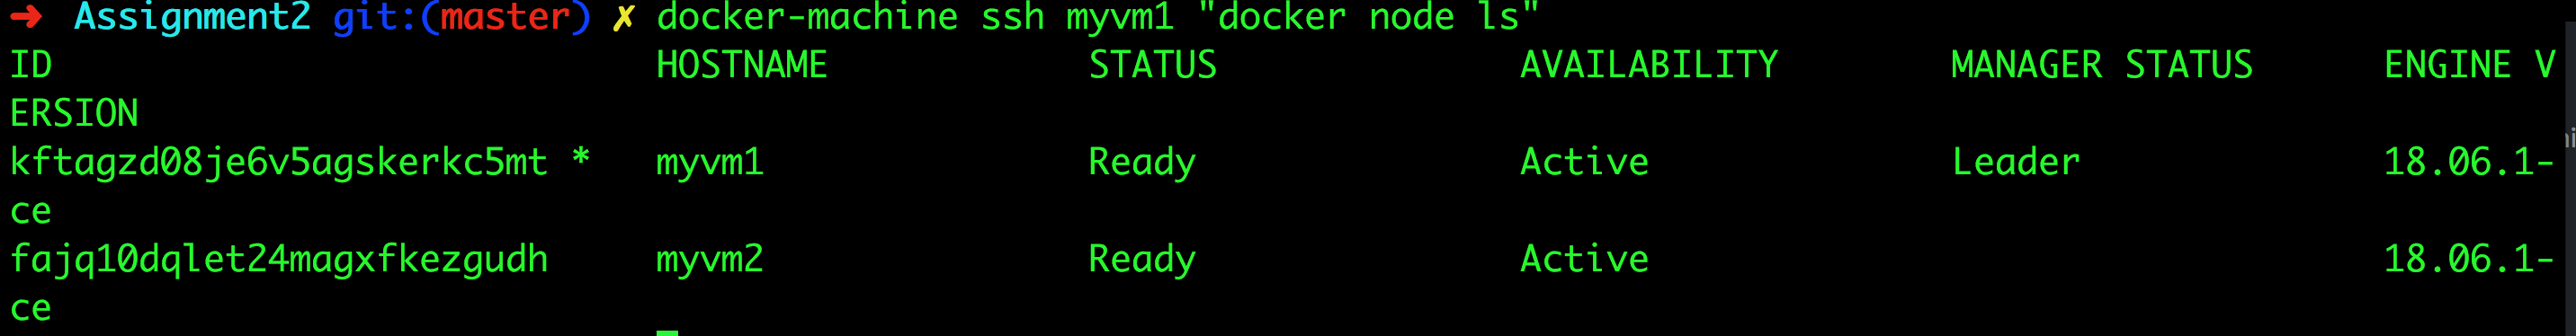 ➜ Assignment2 git:(master) ✗ docker-machine ssh myvm1 "docker node ls"
ID HOSTNAME STATUS AVAILABILITY MANAGER STATUS ENGINE V
ERSION
kftagzd08je6v5agskerkc5mt * myvm1 Ready Active Leader 18.06.1-
ce
fajq10dqlet24magxfkezgudh myvm2 Ready Active 18.06.1-
ce